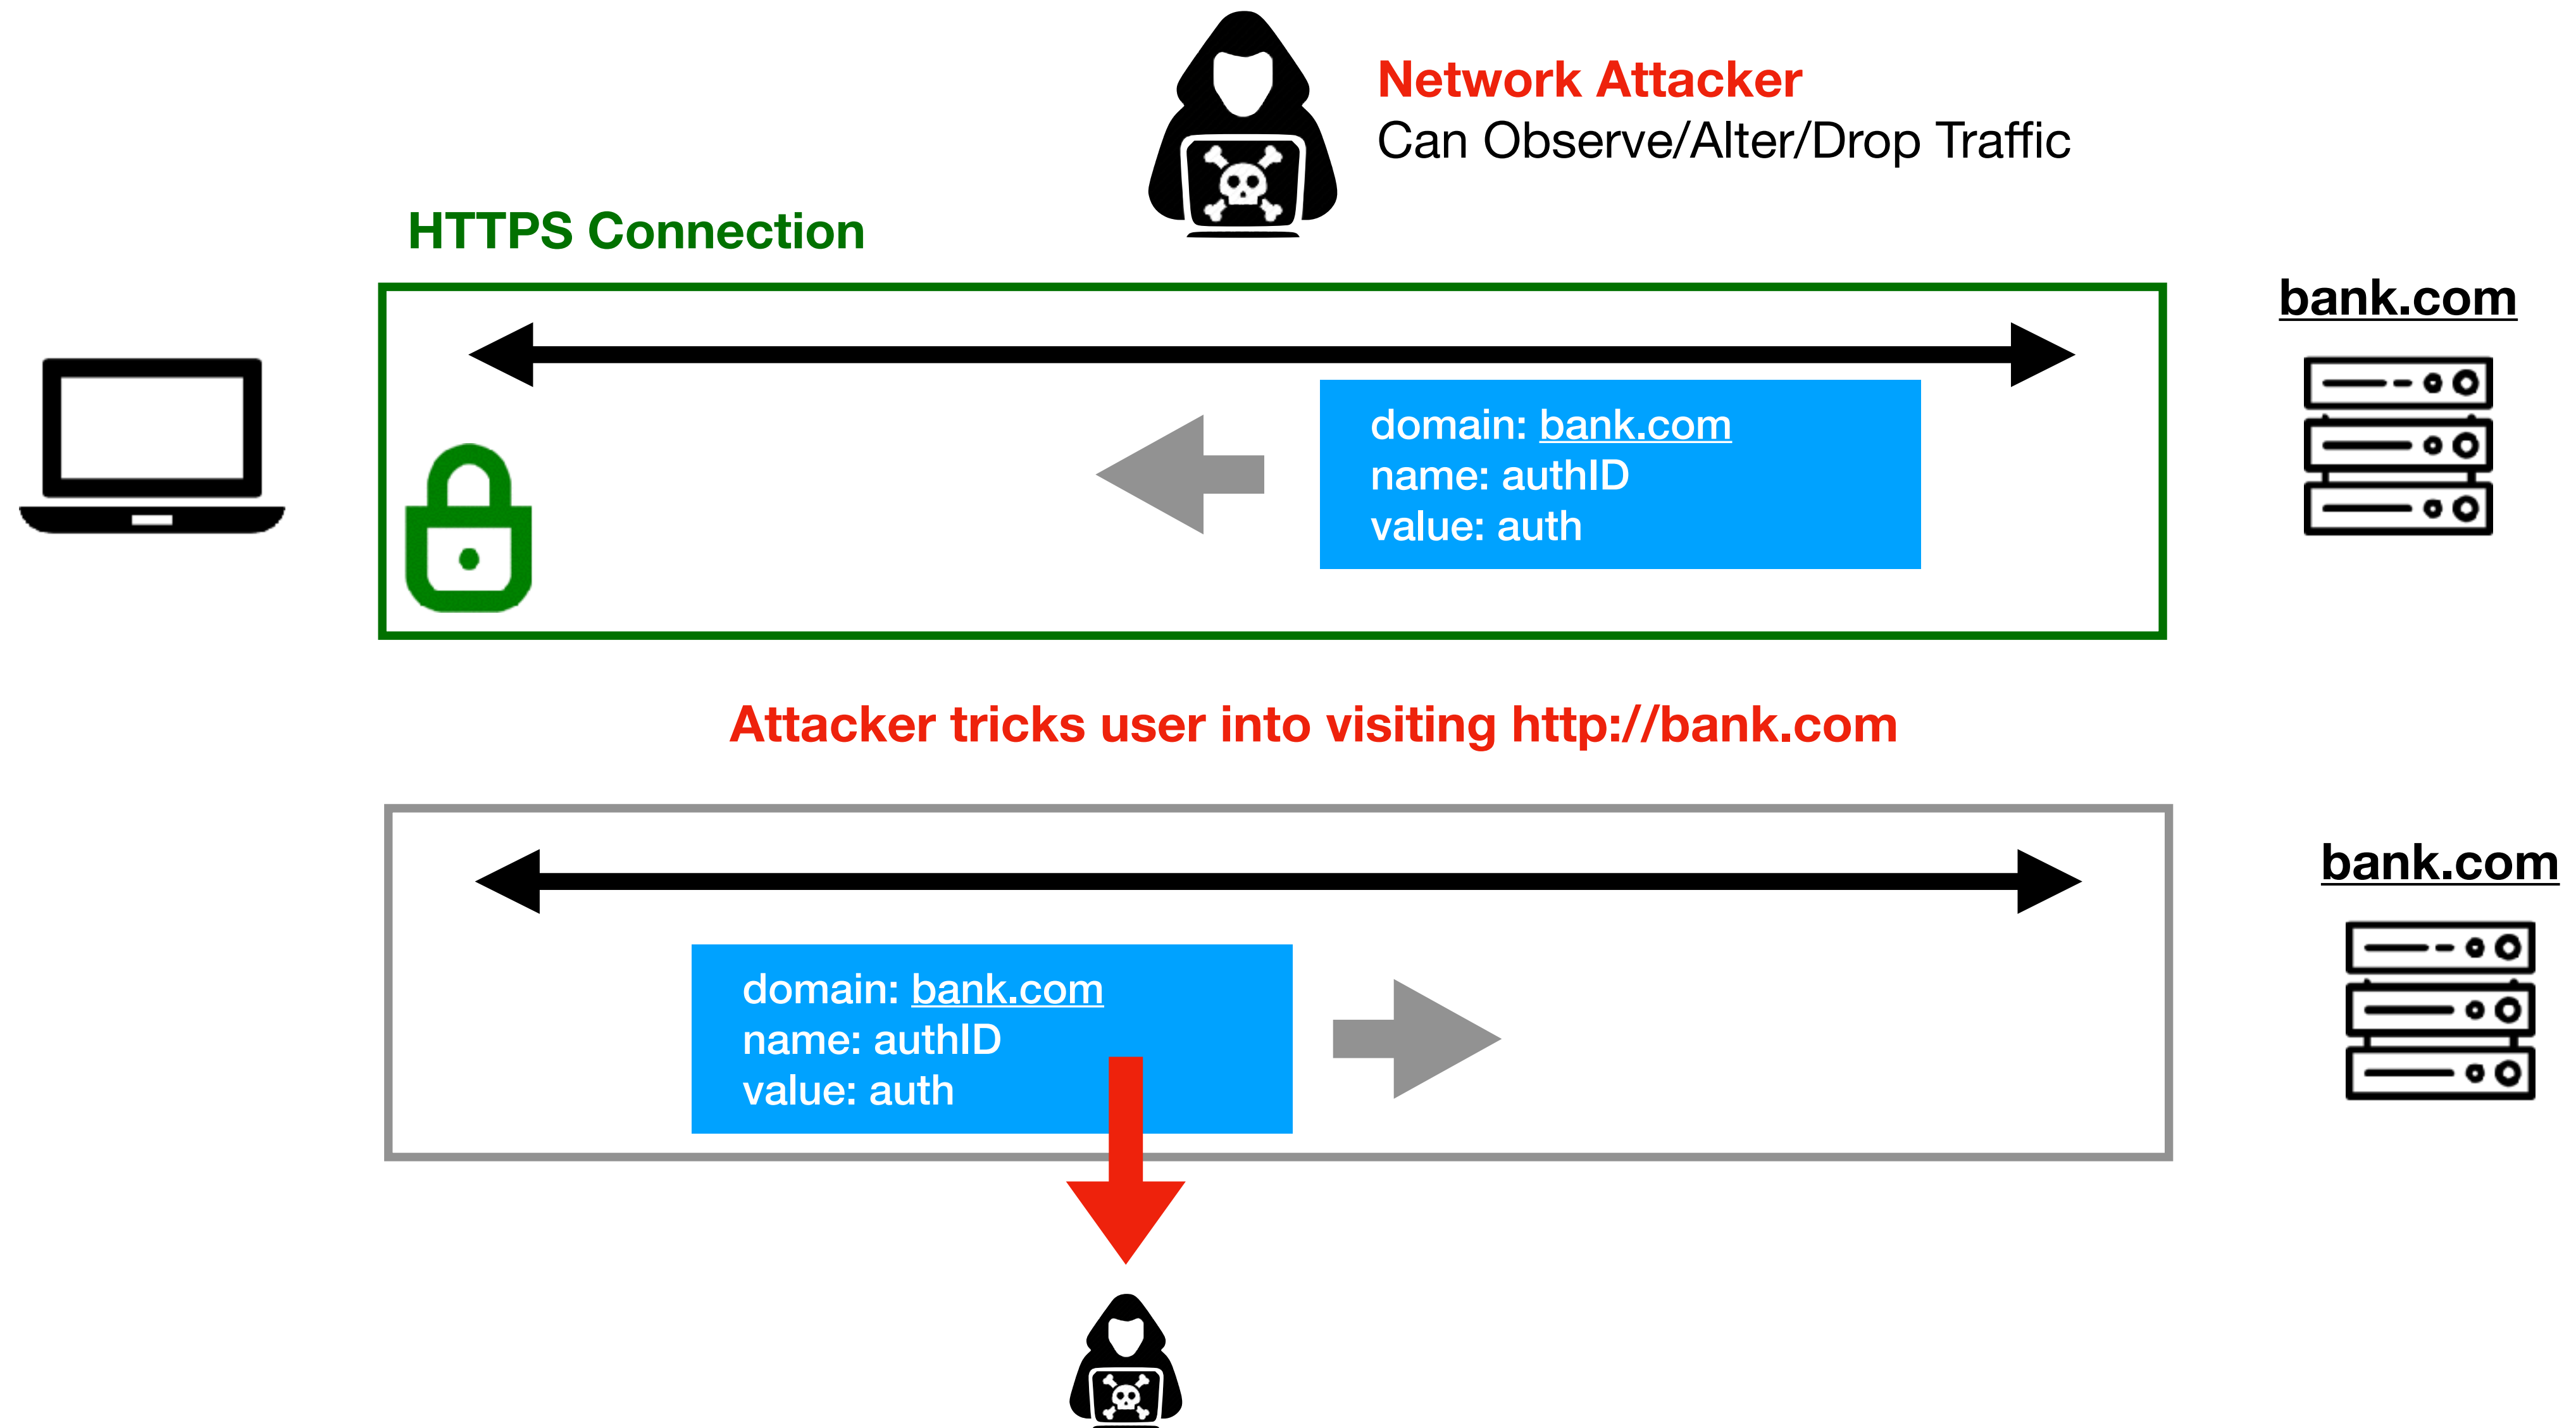 Network Attacker
Can Observe/Alter/Drop Traffic
HTTPS Connection
bank.com
domain: bank.com
name: authID
value: auth
Attacker tricks user into visiting http://bank.com
bank.com
domain: bank.com
name: authID
value: auth